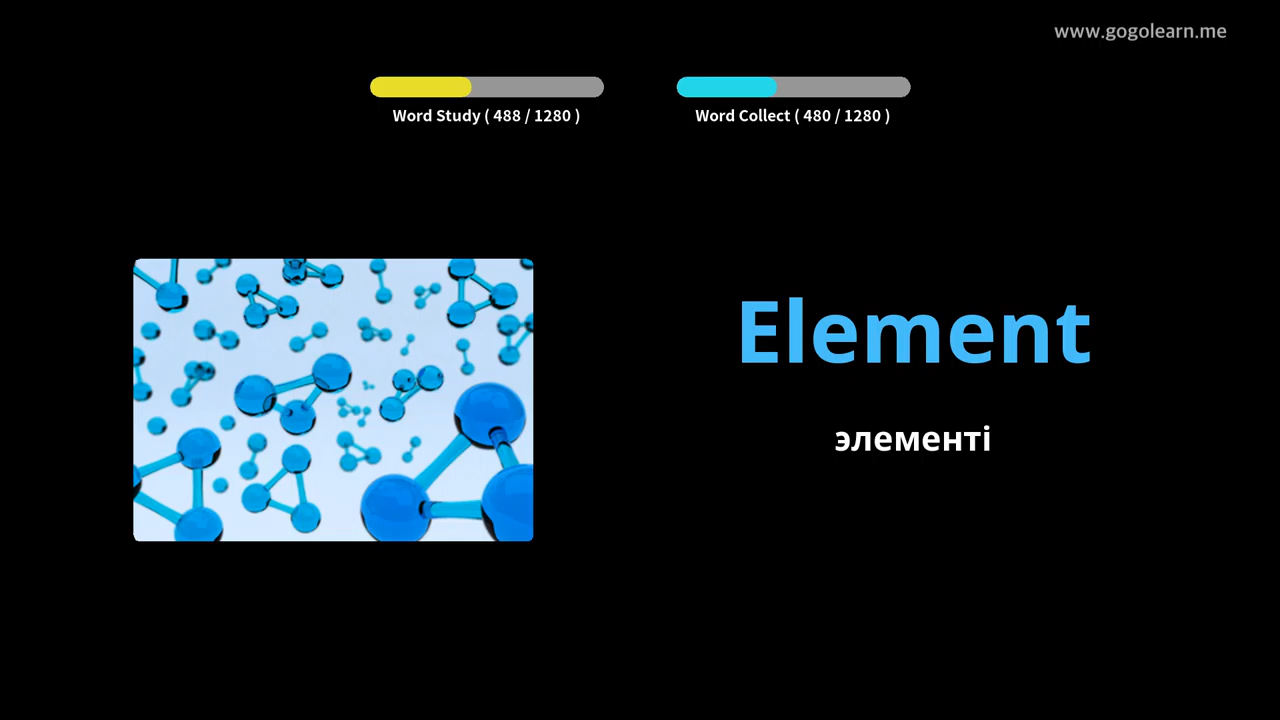 www.gogolearn.me
Word Study ( 488 / 1280 )
Word Collect ( 480 / 1280 )
Element
элементі